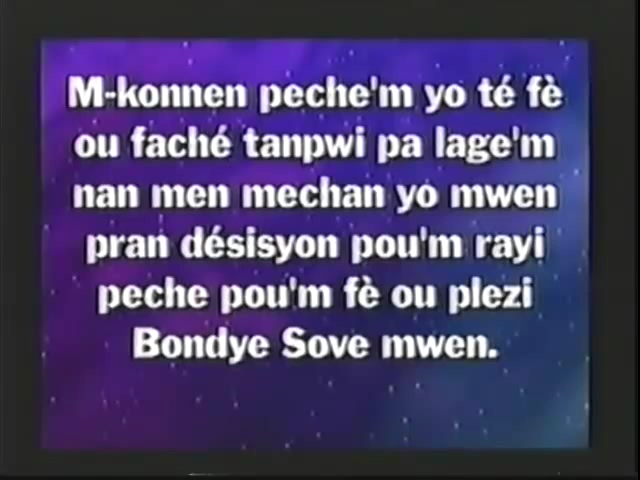 M-konnen peche'm yo té fè
ou faché tanpwi pa lage'm
nan men mechan yo mwen
pran désisyon pou'm rayi
peche pou'm fè ou plezi
Bondye Sove mwen.